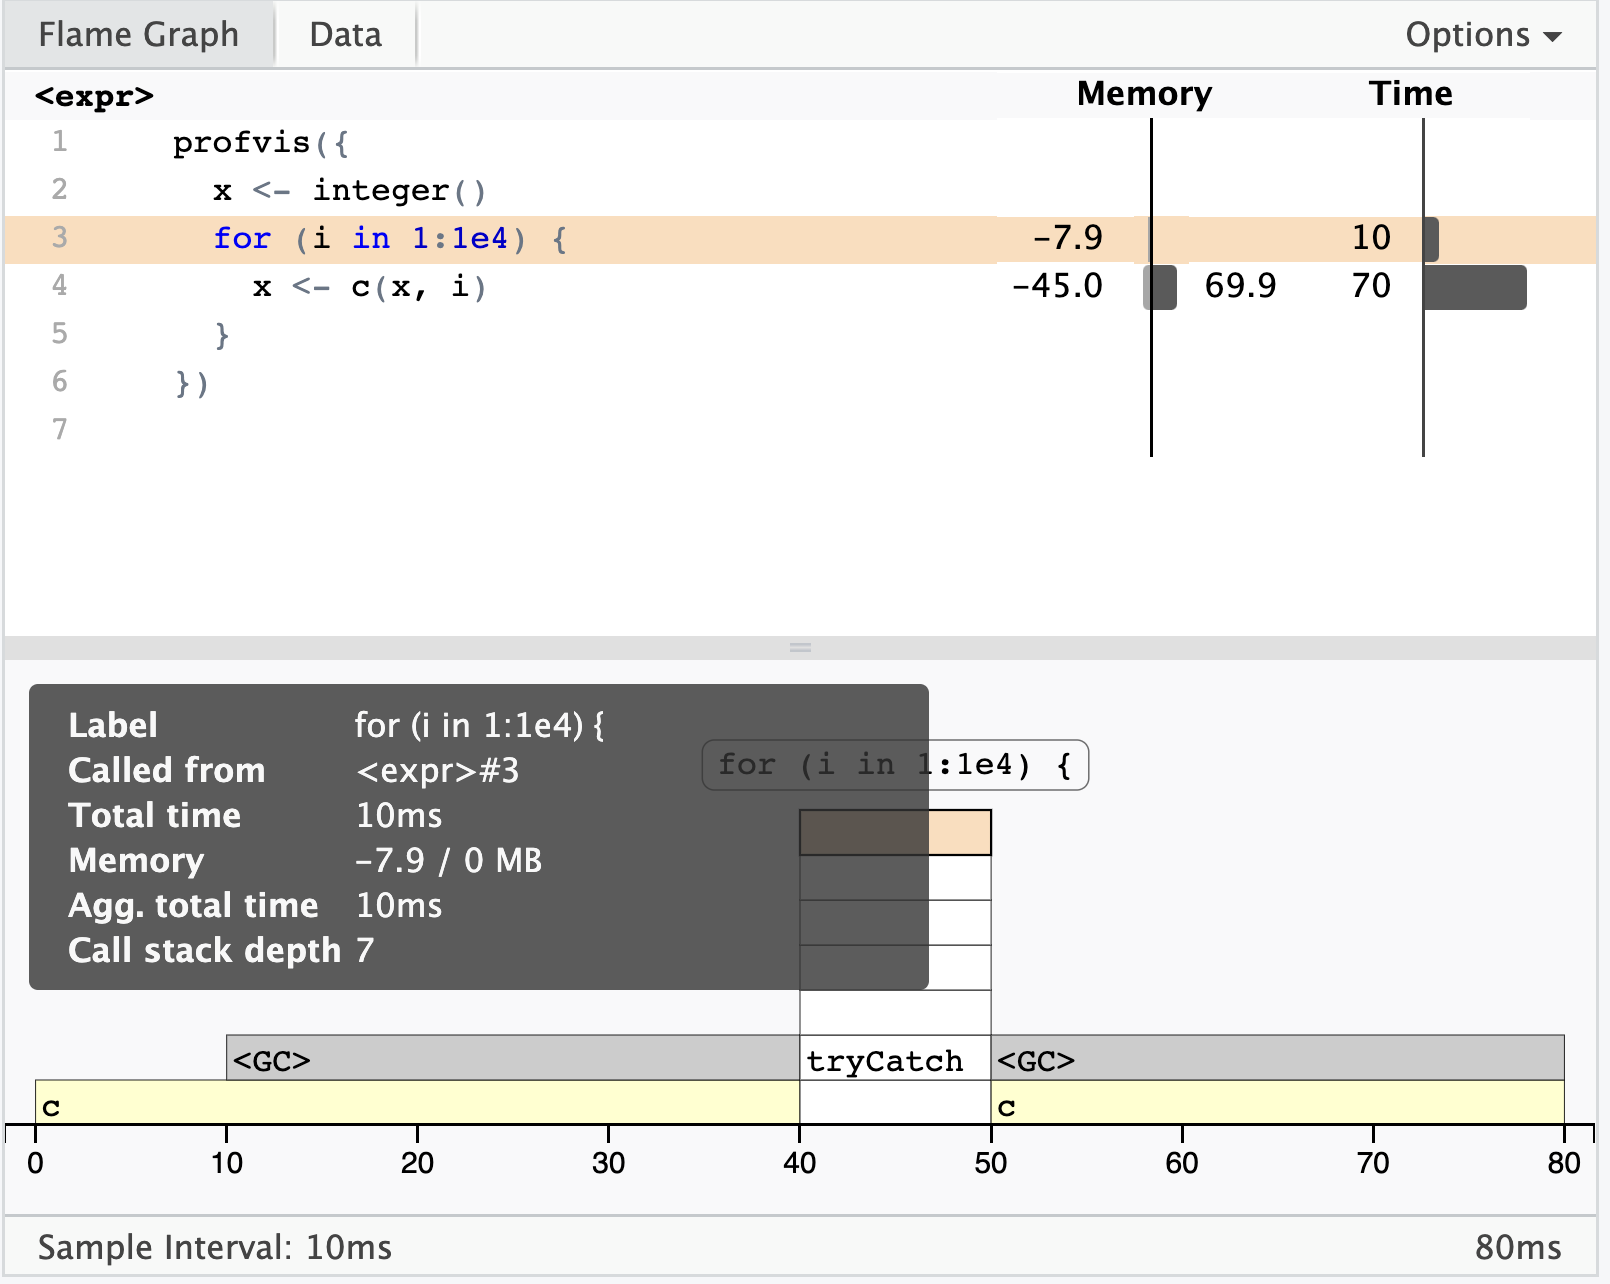 Flame Graph Data Options
<expr> Memory Time
1 profvis({
2 x <- integer()
3 for (i in 1:1e4) { -7.9 10
4 x <- c(x, i) -45.0 69.9 70
5 }
6 })
7
Label for (i in 1:1e4) {
Called from <expr>#3
Total time 10ms
Memory -7.9 / 0 MB
Agg. total time 10ms
Call stack depth 7
for (i in 1:1e4) {
<GC> tryCatch <GC>
c c
0 10 20 30 40 50 60 70 80
Sample Interval: 10ms 80ms